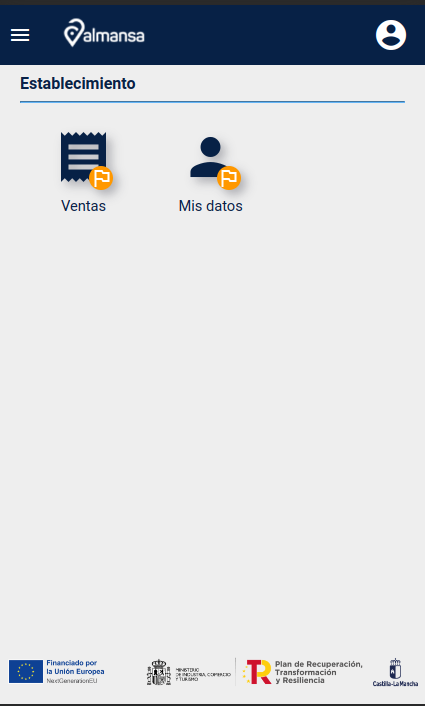 almansa
Establecimiento
Ventas
Mis datos
Financiado por
la Unión Europea
NextGenerationEU
MINISTERIO
DE INDUSTRIA, COMERCIO
Y TURISMO
Plan de Recuperación,
Transformación
y Resiliencia
Castilla-La Mancha